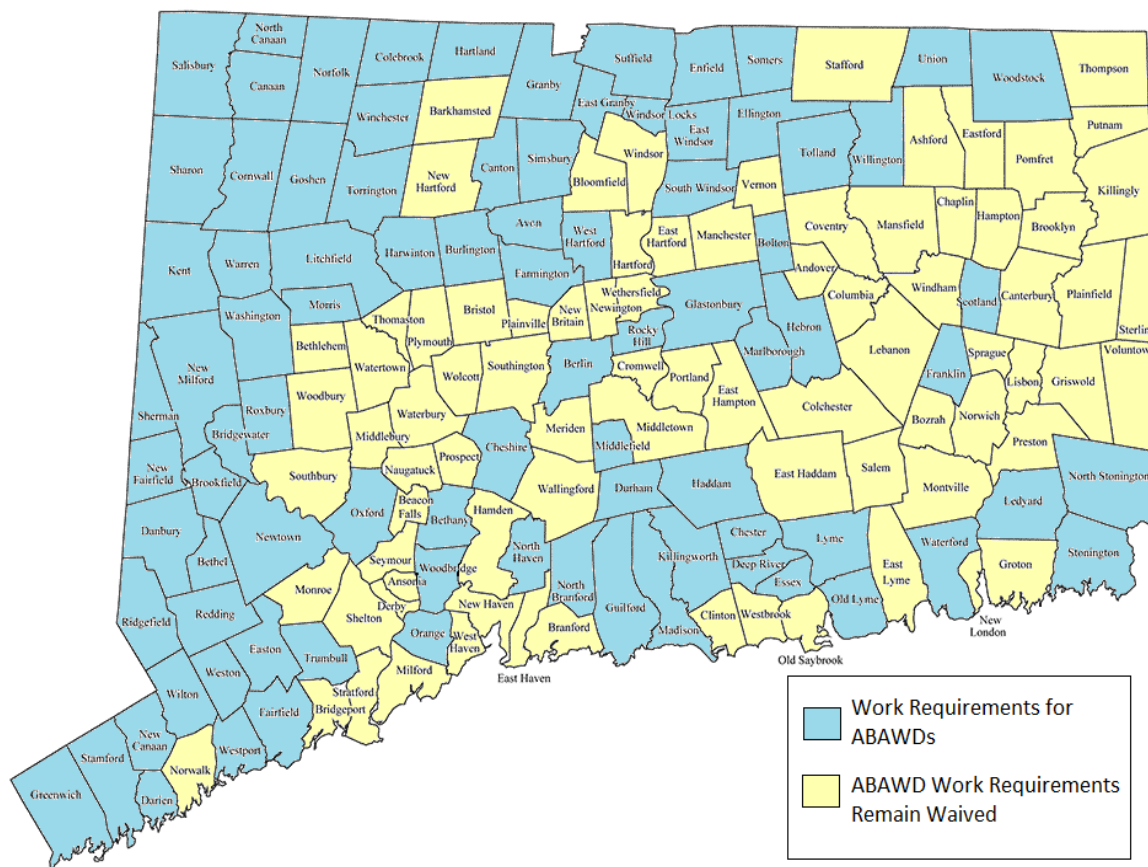 North
Canaan
Salisbury
Canaan
Norfolk
Colebrook
Hartland
Granby
Suffield
Enfield
Somers
Stafford
Union
Woodstock
Thompson
Winchester
Barkhamsted
East Granby
Windsor Locks
East
Windsor
Ellington
Putnam
Sharon
Cornwall
Goshen
Torrington
New
Hartford
Canton
Simsbury
Bloomfield
Windsor
South Windsor
Vernon
Tolland
Willington
Ashford
Eastford
Pomfret
Killingly
Kent
Warren
Litchfield
Harwinton
Burlington
Avon
Farmington
West
Hartford
Hartford
East
Hartford
Manchester
Bolton
Coventry
Andover
Mansfield
Chaplin
Hampton
Brooklyn
Washington
Morris
Thomaston
Plymouth
Bristol
Plainville
New
Britain
Newington
Wethersfield
Rocky
Hill
Glastonbury
Hebron
Marlborough
Columbia
Windham
Scotland
Canterbury
Plainfield
Sterlin
New
Milford
Bethlehem
Watertown
Woodbury
Wolcott
Southington
Berlin
Cromwell
Portland
East
Hampton
Lebanon
Franklin
Sprague
Lisbon
Griswold
Voluntow
Sherman
Roxbury
Bridgewater
Waterbury
Middlebury
Cheshire
Meriden
Middlefield
Middletown
Colchester
Bozrah
Norwich
Preston
New
Fairfield
Brookfield
Southbury
Naugatuck
Prospect
Wallingford
Durham
Haddam
East Haddam
Salem
Montville
Ledyard
North Stonington
Danbury
Bethel
Newtown
Oxford
Beacon
Falls
Bethany
Hamden
North
Haven
Killingworth
Chester
Deep River
Essex
Lyme
Waterford
Stonington
Ridgefield
Redding
Monroe
Seymour
Ansonia
Derby
Woodbridge
North
Branford
Guilford
Madison
Clinton
Westbrook
Old Lyme
East
Lyme
Groton
New
London
Old Saybrook
Shelton
Orange
New Haven
West
Haven
East Haven
Branford
Easton
Trumbull
Weston
Wilton
Milford
Stratford
Bridgeport
Fairfield
New
Canaan
Norwalk
Westport
Stamford
Darien
Greenwich
Work Requirements for
ABAWDs
ABAWD Work Requirements
Remain Waived